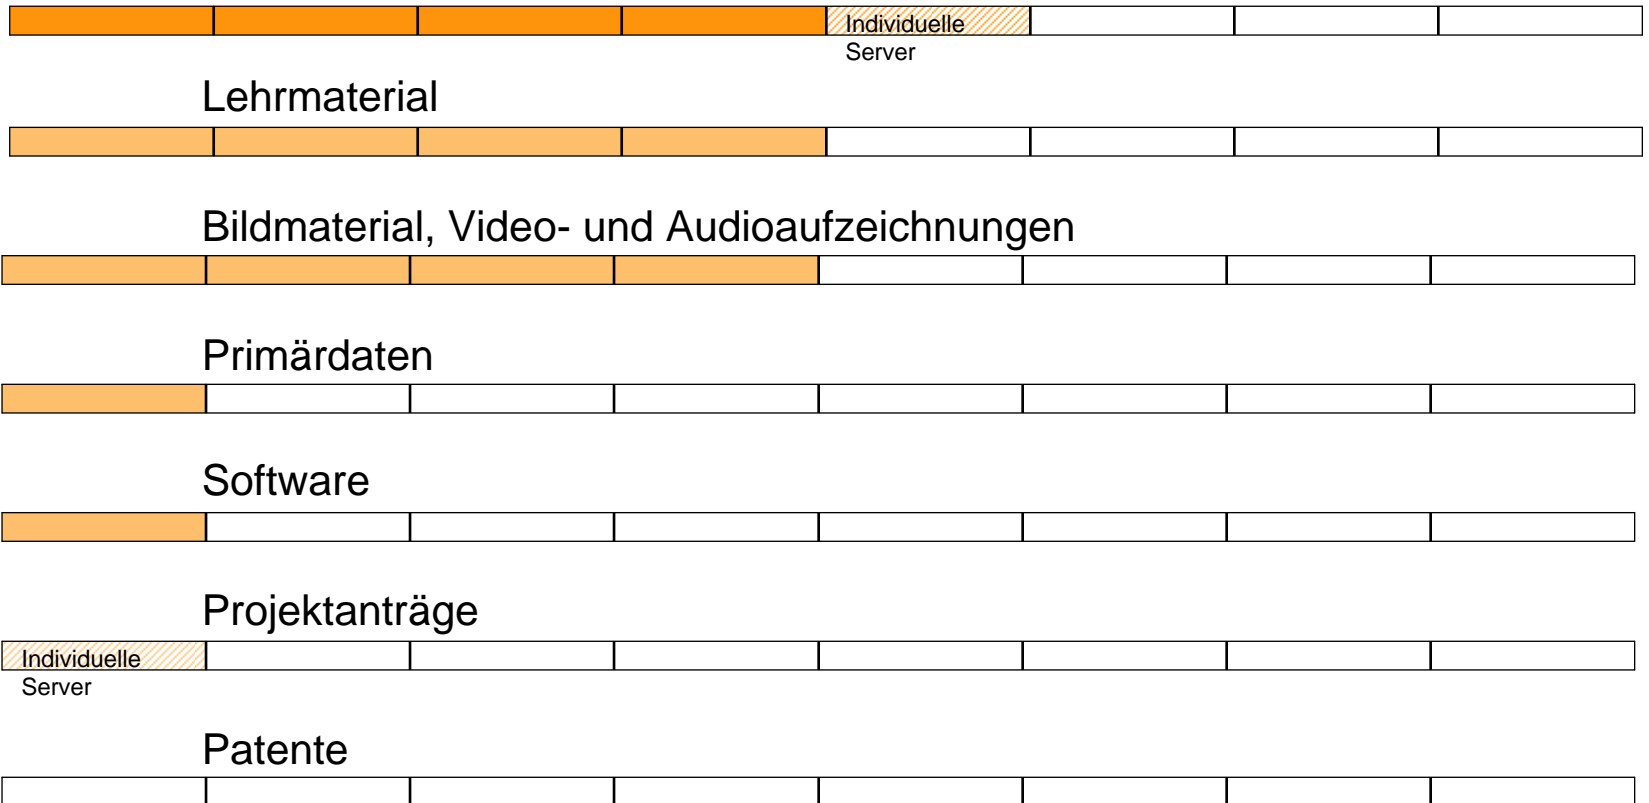 Individuelle
Server
Lehrmaterial
Bildmaterial, Video- und Audioaufzeichnungen
Primärdaten
Software
Projektanträge
Individuelle
Server
Patente